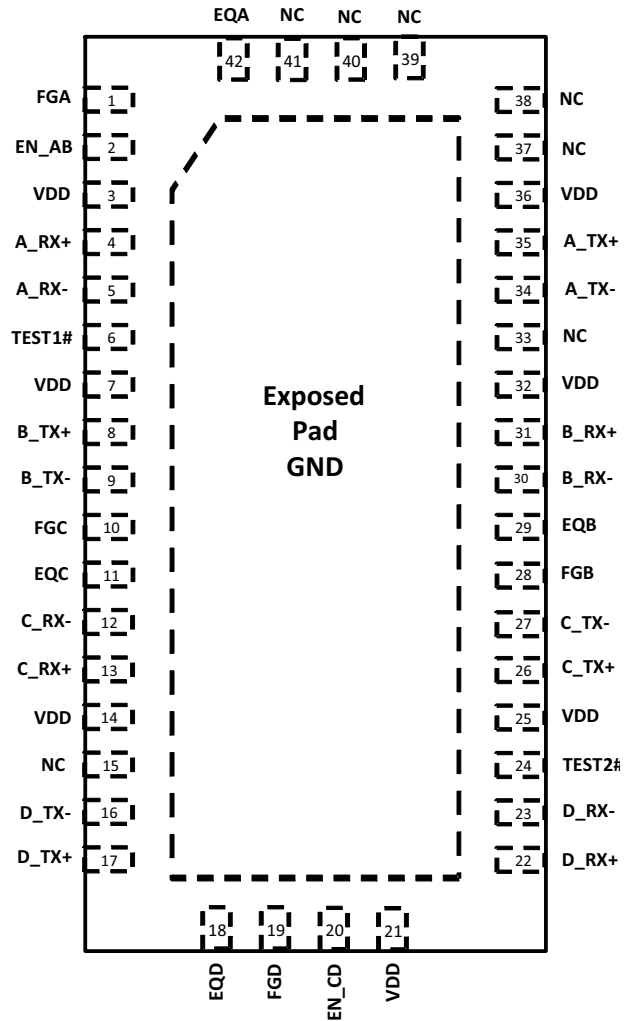 EQA NC NC NC
42 41 40 39
FGA 1 38 NC
EN_AB 2 37 NC
VDD 3 36 VDD
A_RX+ 4 35 A_TX+
A_RX- 5 34 A_TX-
TEST1# 6 33 NC
VDD 7 32 VDD
Exposed
Pad
GND
B_TX+ 8 31 B_RX+
B_TX- 9 30 B_RX-
FGC 10 29 EQB
EQC 11 28 FGB
C_RX- 12 27 C_TX-
C_RX+ 13 26 C_TX+
VDD 14 25 VDD
NC 15 24 TEST2#
D_TX- 16 23 D_RX-
D_TX+ 17 22 D_RX+
18 19 20 21
EQD FGD EN_CD VDD